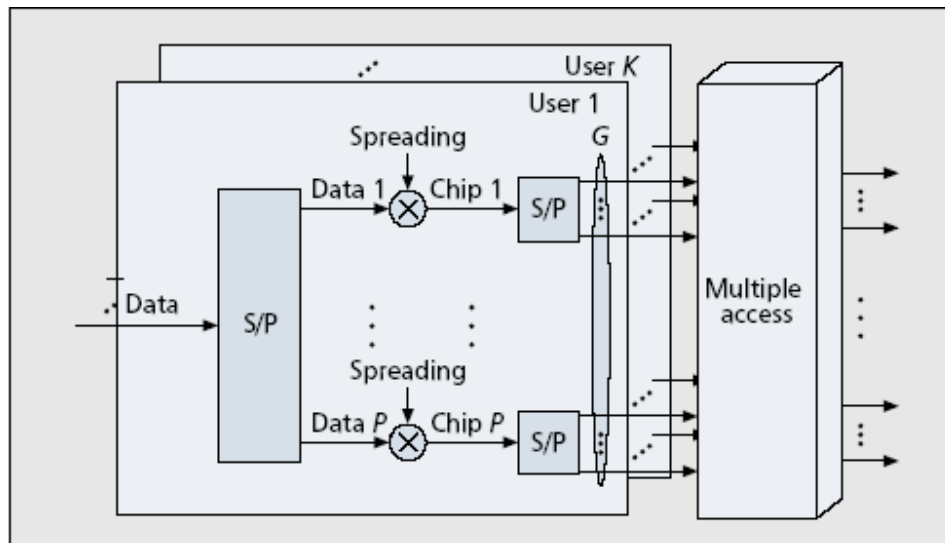 User K
User 1
G
Spreading
Data 1
Chip 1
S/P
Data
S/P
Multiple
access
Spreading
Data P
Chip P
S/P